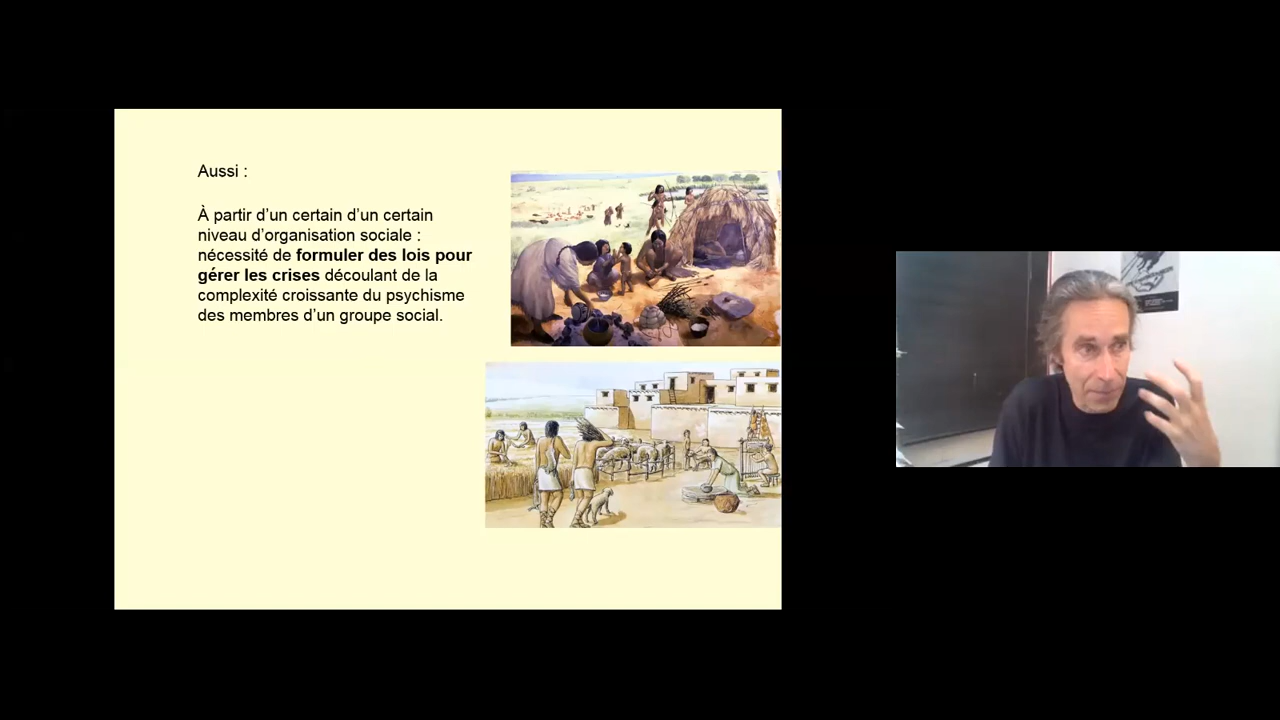 Aussi :
À partir d’un certain d’un certain
niveau d’organisation sociale :
nécessité de formuler des lois pour
gérer les crises découlant de la
complexité croissante du psychisme
des membres d’un groupe social.